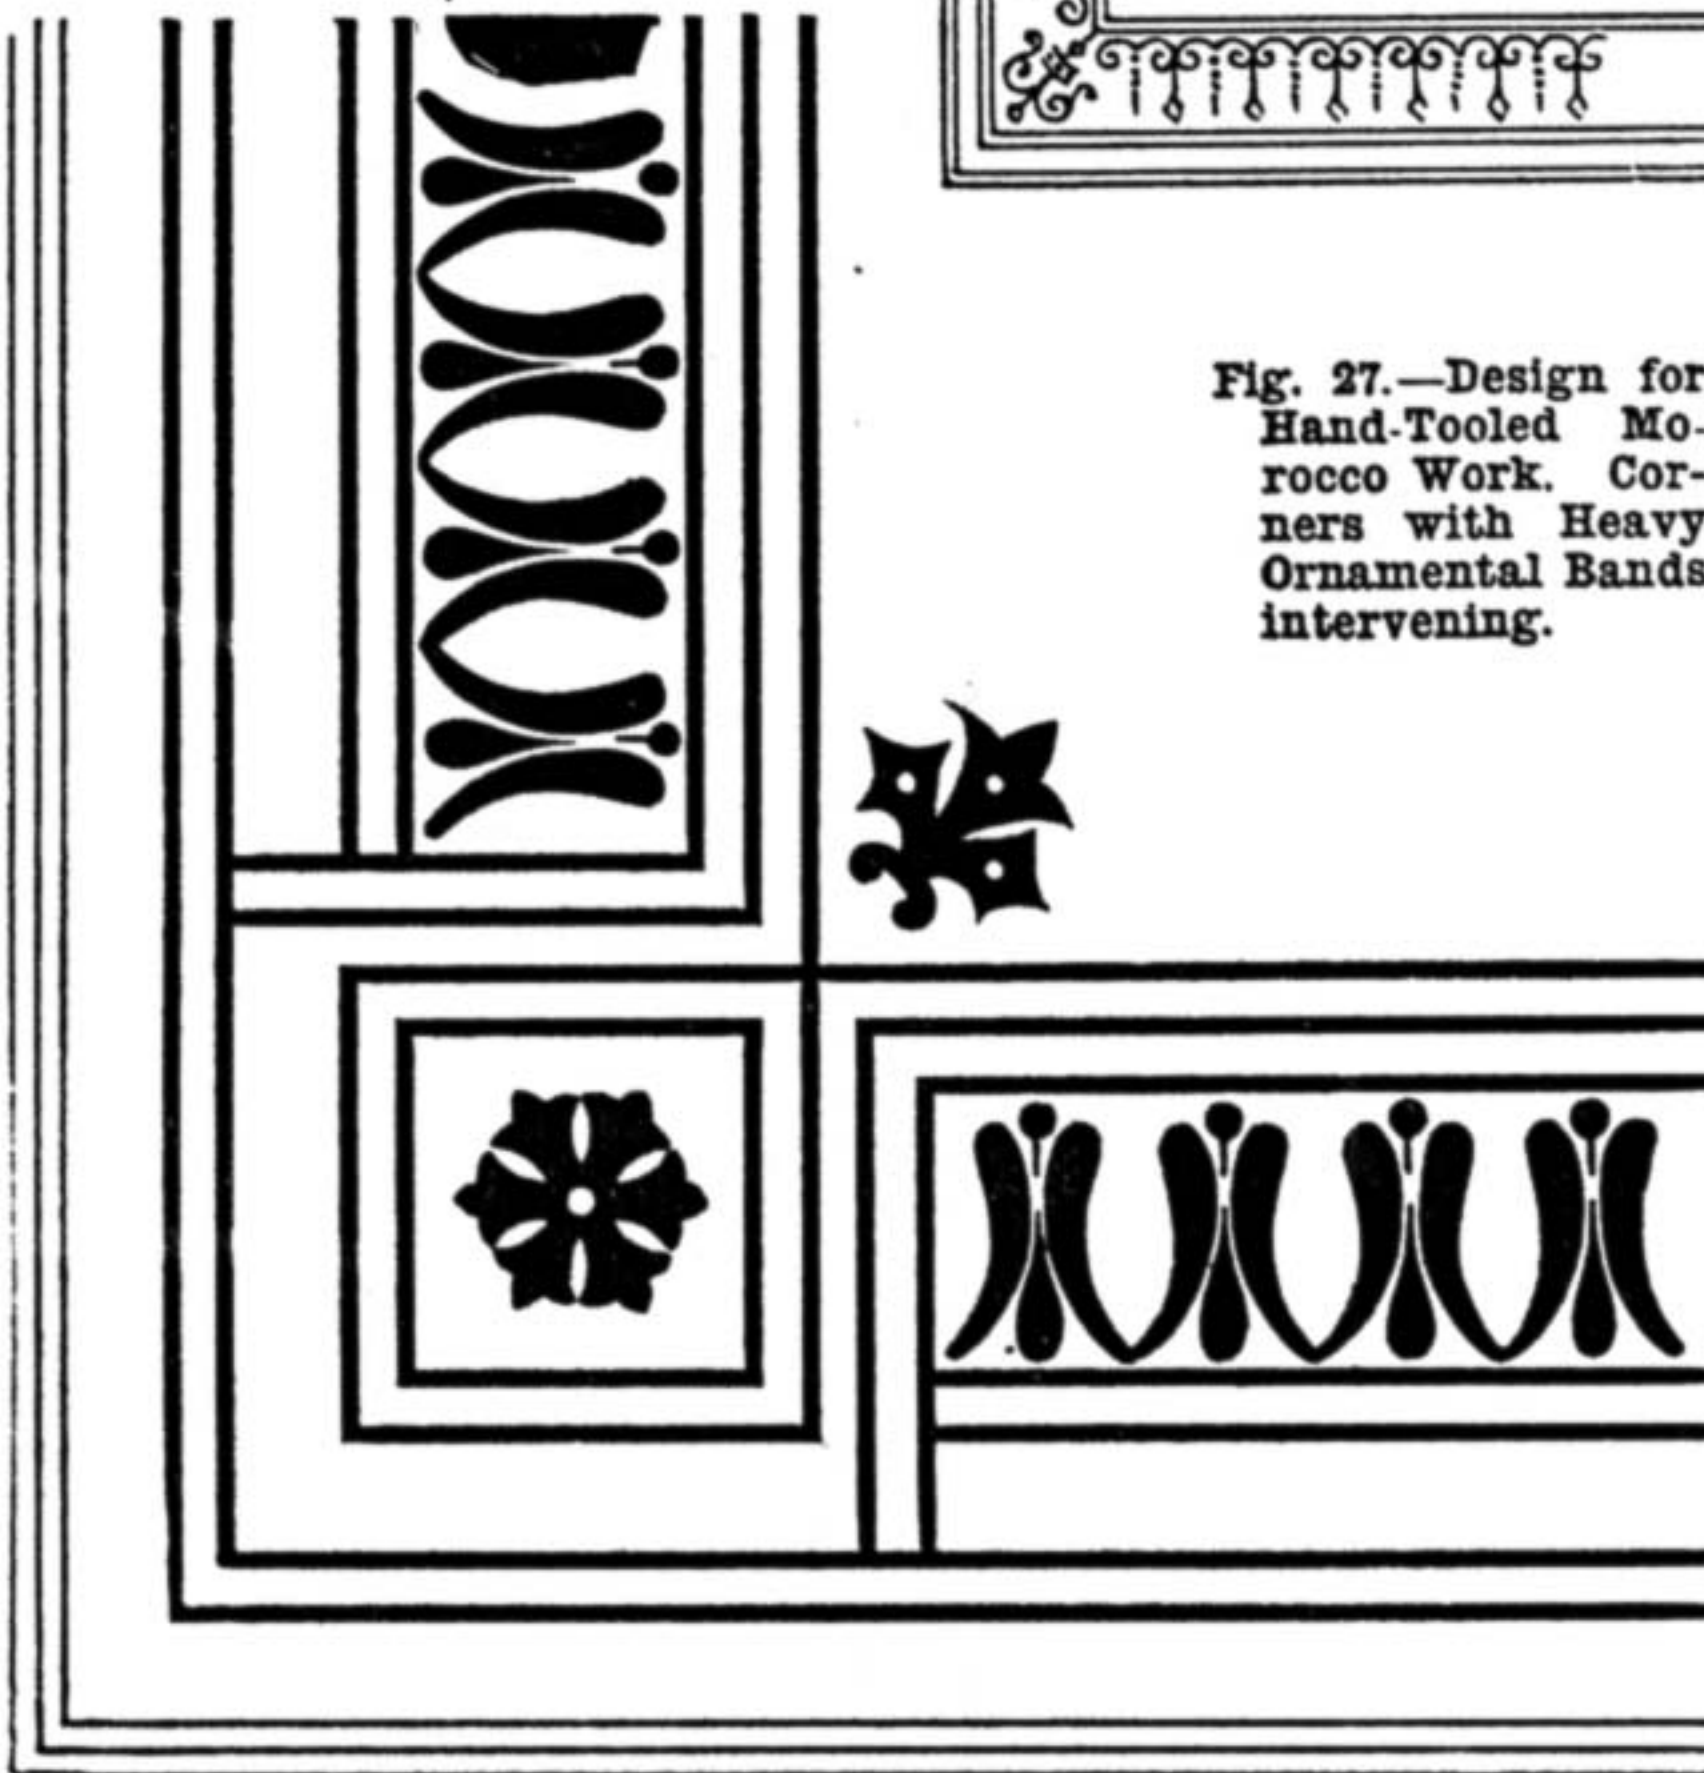 Fig. 27.—Design for
Hand-Tooled Mo-
rocco Work. Cor-
ners with Heavy
Ornamental Bands
intervening.